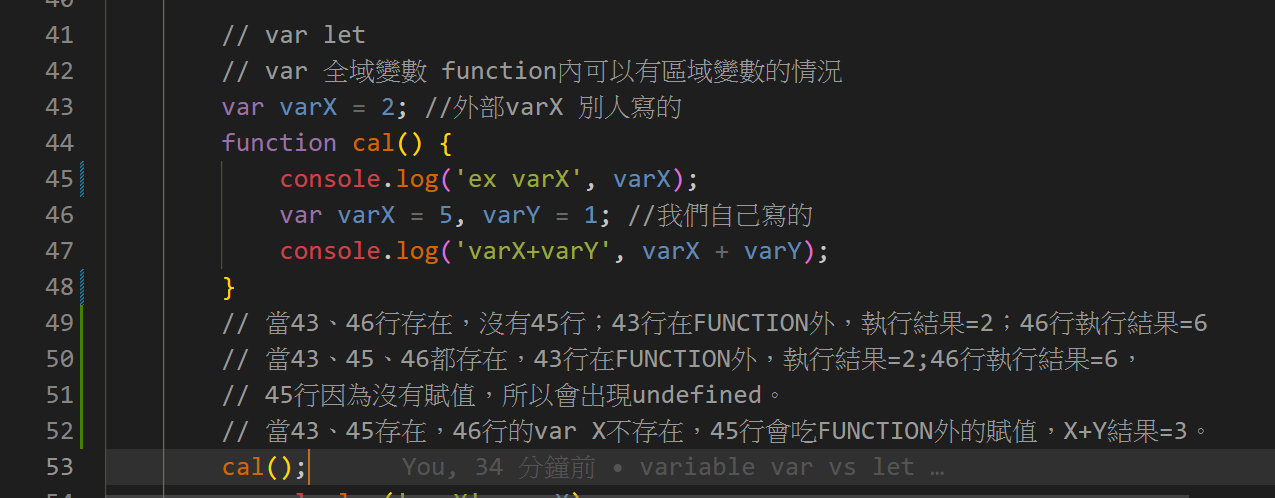 41 // var let
42 // var 全域變數 function內可以有區域變數的情況
43 var varX = 2; //外部varX 別人寫的
44 function cal() {
45 console.log('ex varX', varX);
46 var varX = 5, varY = 1; //我們自己寫的
47 console.log('varX+varY', varX + varY);
48 }
49 // 當43、46行存在，沒有45行；43行在FUNCTION外，執行結果=2；46行執行結果=6
50 // 當43、45、46都存在，43行在FUNCTION外，執行結果=2;46行執行結果=6，
51 // 45行因為沒有賦值，所以會出現undefined。
52 // 當43、45存在，46行的var X不存在，45行會吃FUNCTION外的賦值，X+Y結果=3。
53 cal(); You, 34 分鐘前 • variable var vs let …